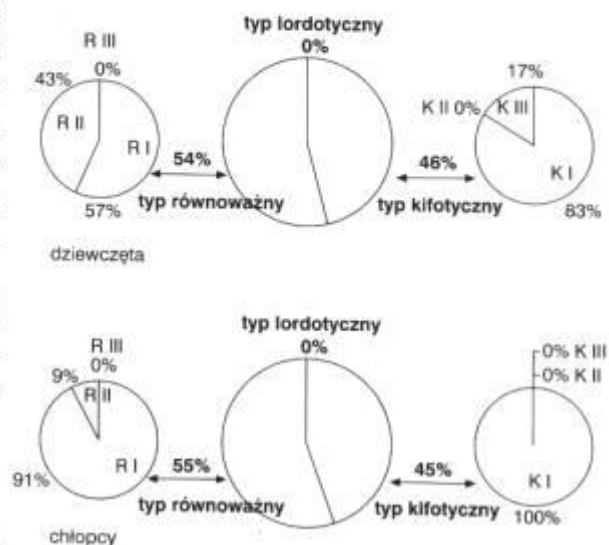 typ lordotyczny
0%
R III
0%
43%
R II
R I
57%
54%
typ równoważny
46%
typ kifotyczny
17%
K II 0%
K III
K I
83%
dziewczęta
typ lordotyczny
0%
R III
0%
9%
R II
R I
91%
55%
typ równoważny
45%
typ kifotyczny
0% K III
0% K II
K I
100%
chłopcy